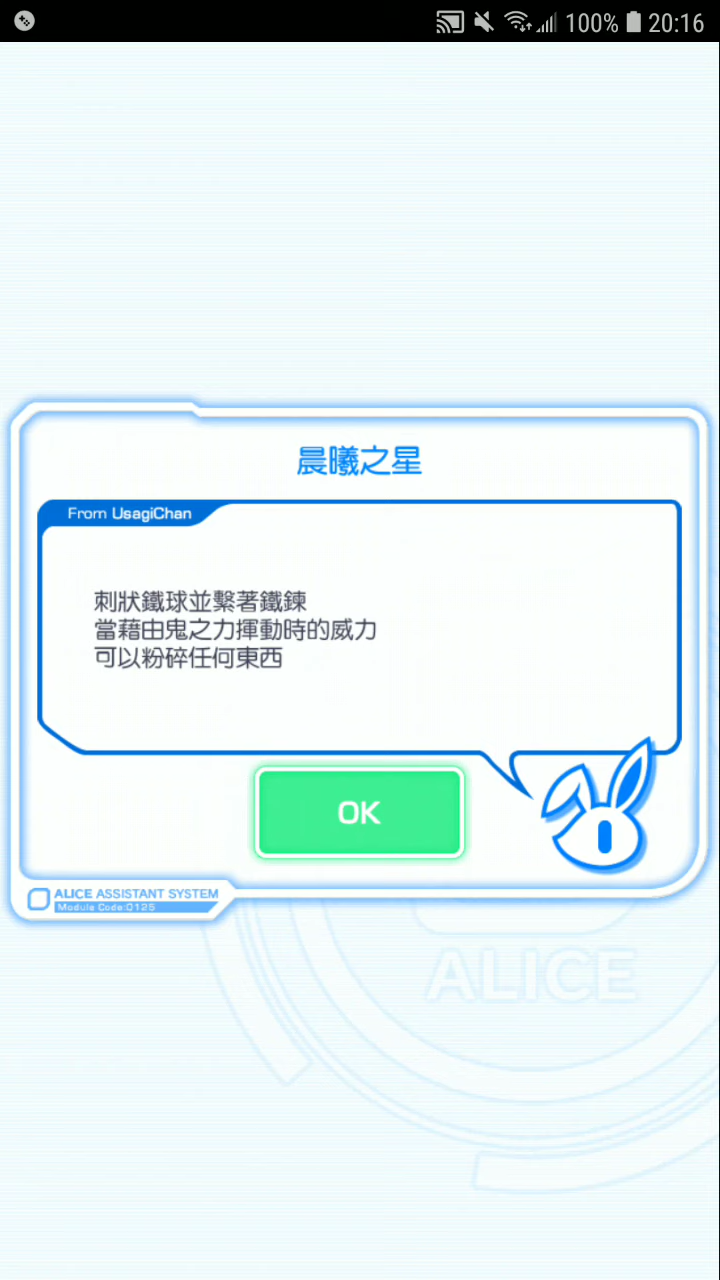 100% 20:16
晨曦之星
From UsagiChan
刺狀鐵球並繫著鐵鍊
當藉由鬼之力揮動時的威力
可以粉碎任何東西
OK
ALICE ASSISTANT SYSTEM
Module Code:0125
ALICE